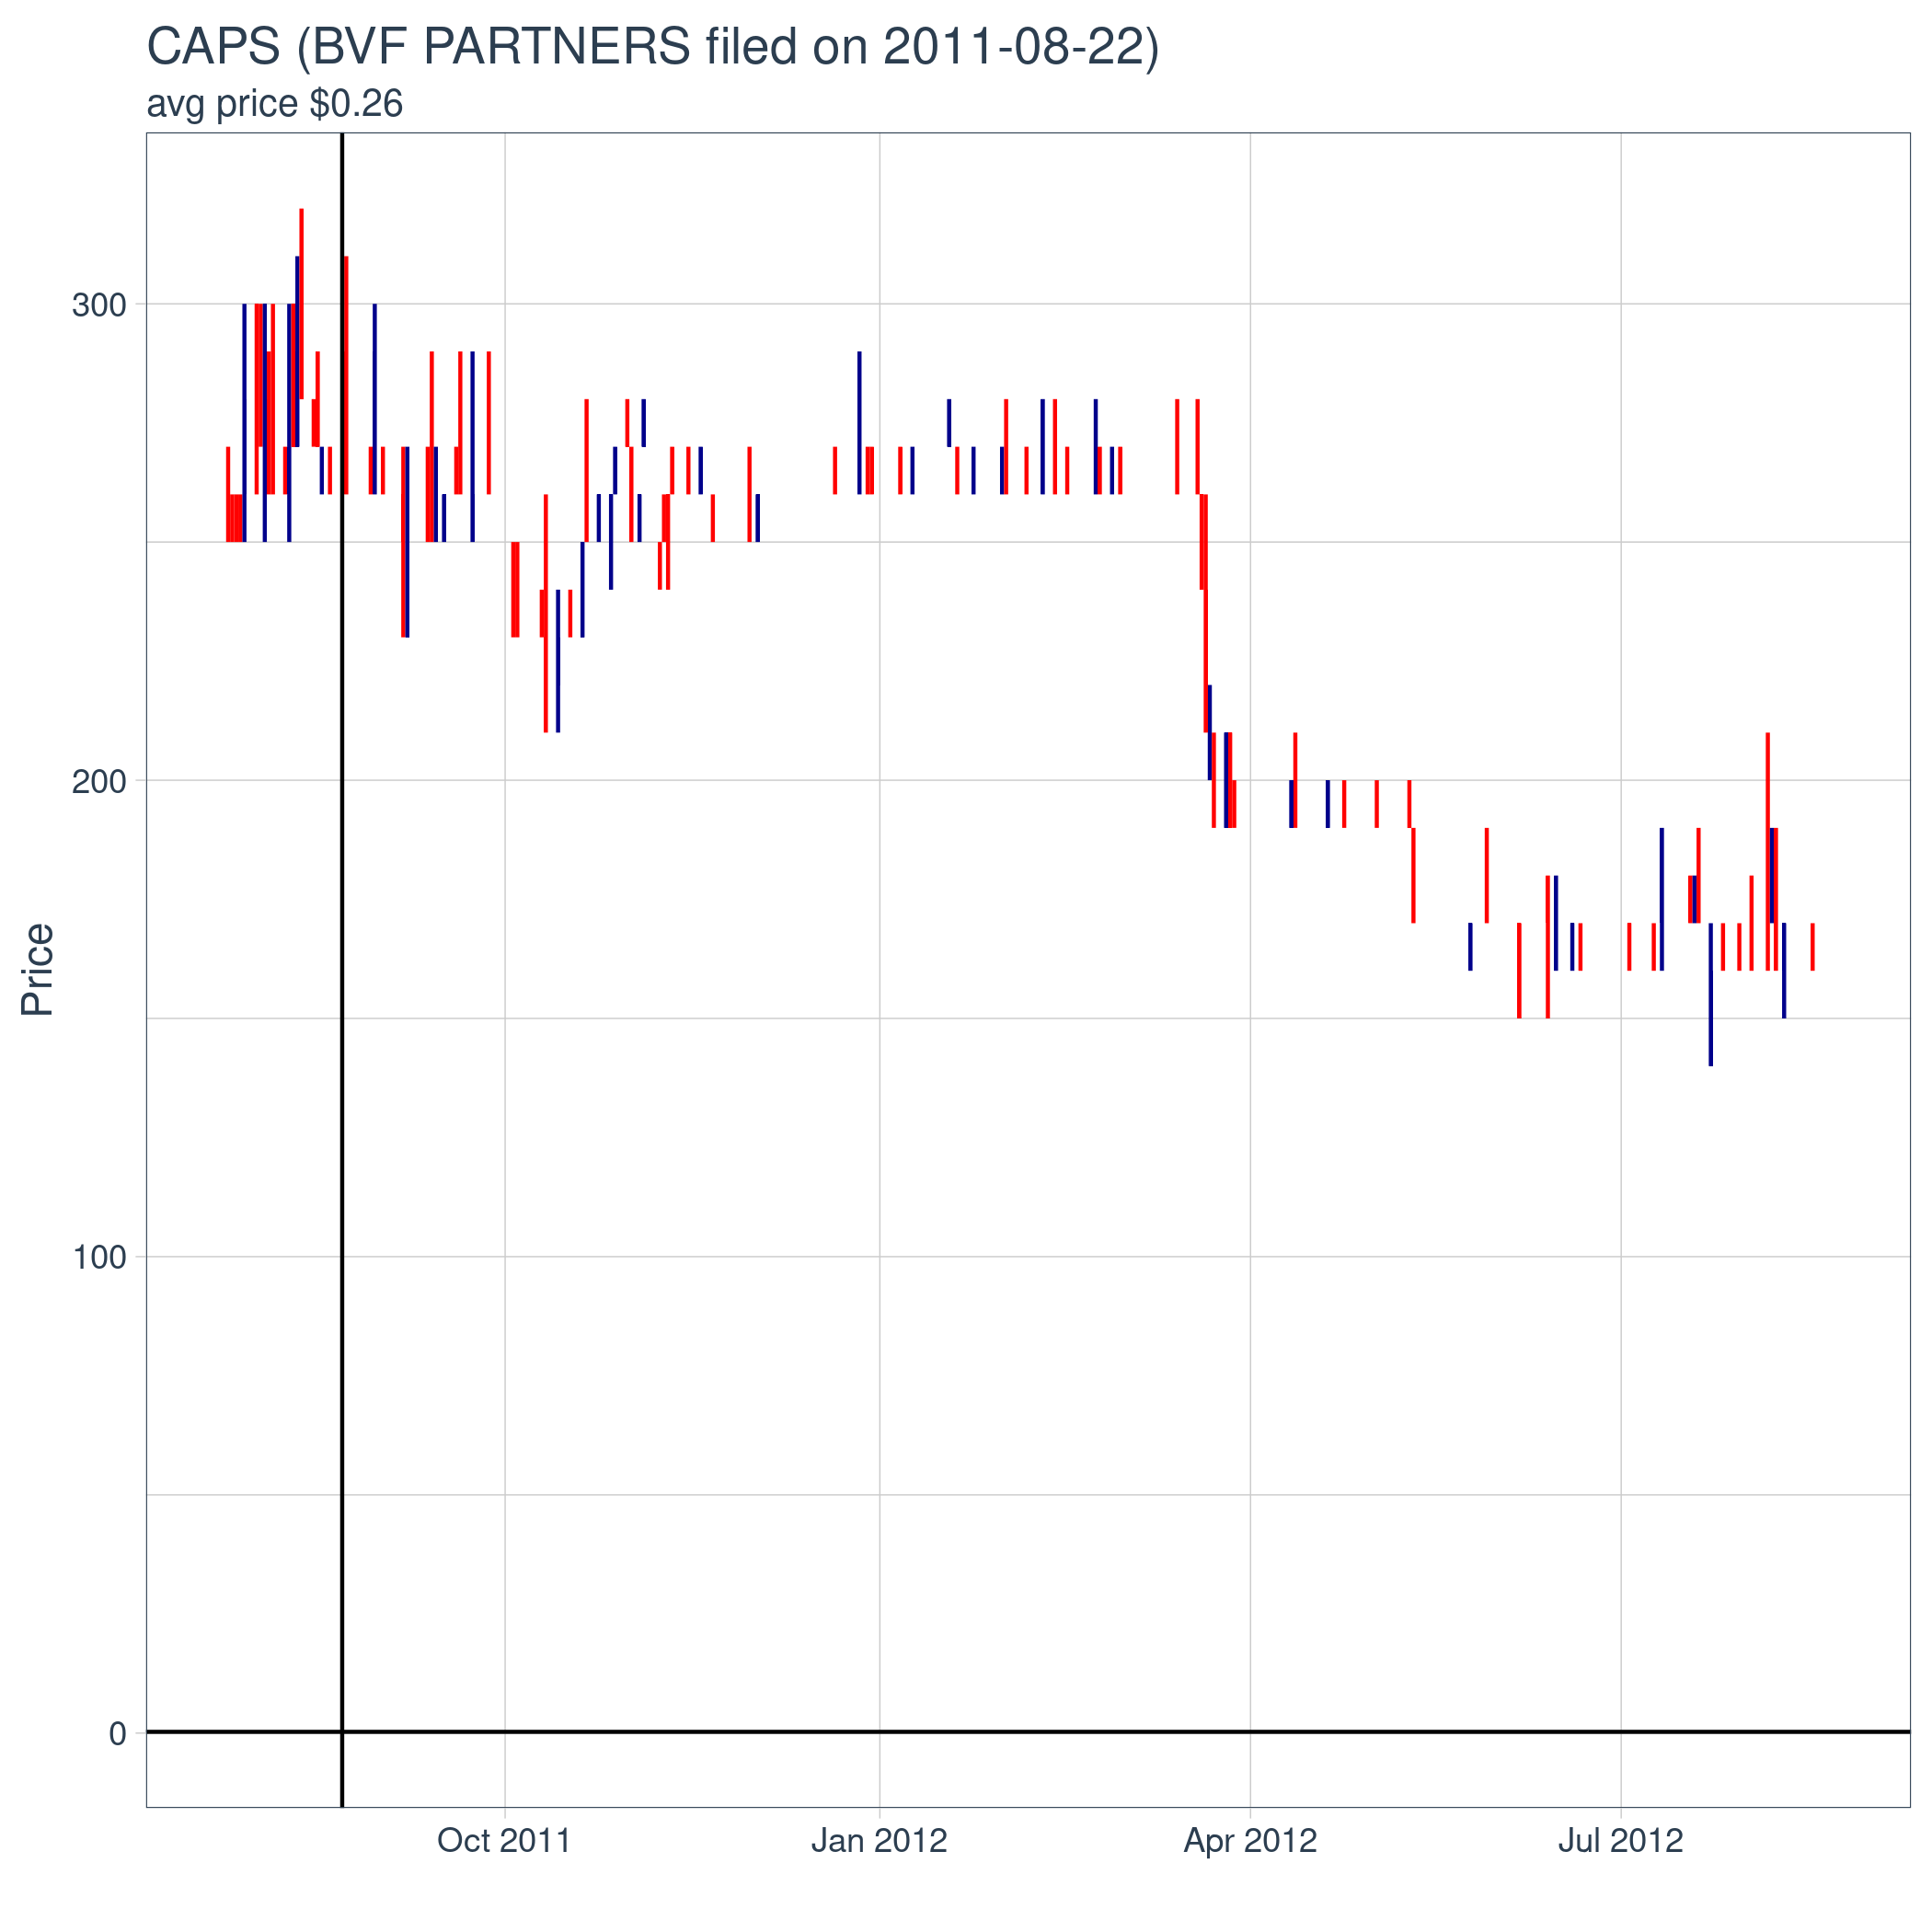 CAPS (BVF PARTNERS filed on 2011-08-22)
avg price $0.26
300
200
100
0
Price
Oct 2011
Jan 2012
Apr 2012
Jul 2012